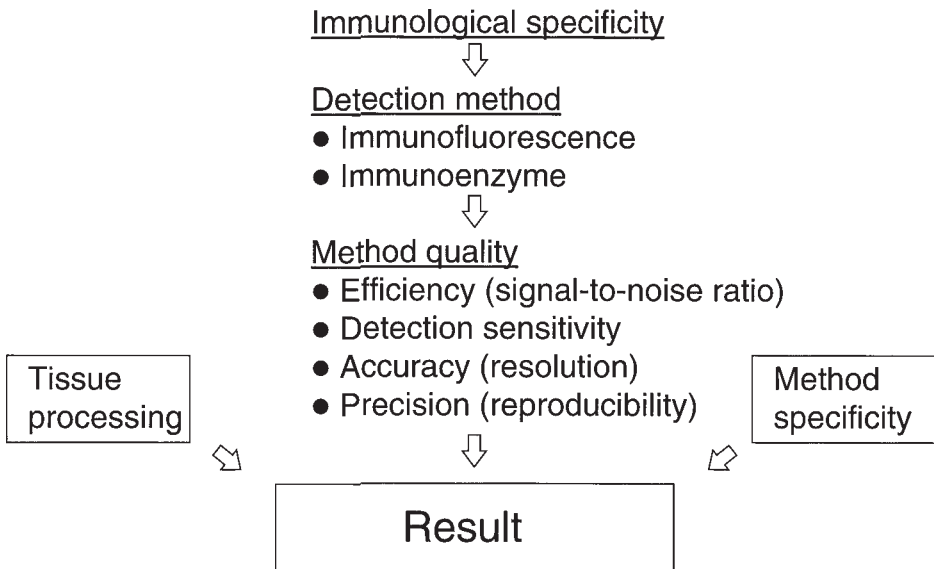 Immunological specificity
Detection method
● Immunofluorescence
● Immunoenzyme
Method quality
● Efficiency (signal-to-noise ratio)
● Detection sensitivity
● Accuracy (resolution)
● Precision (reproducibility)
Tissue
processing
Method
specificity
Result